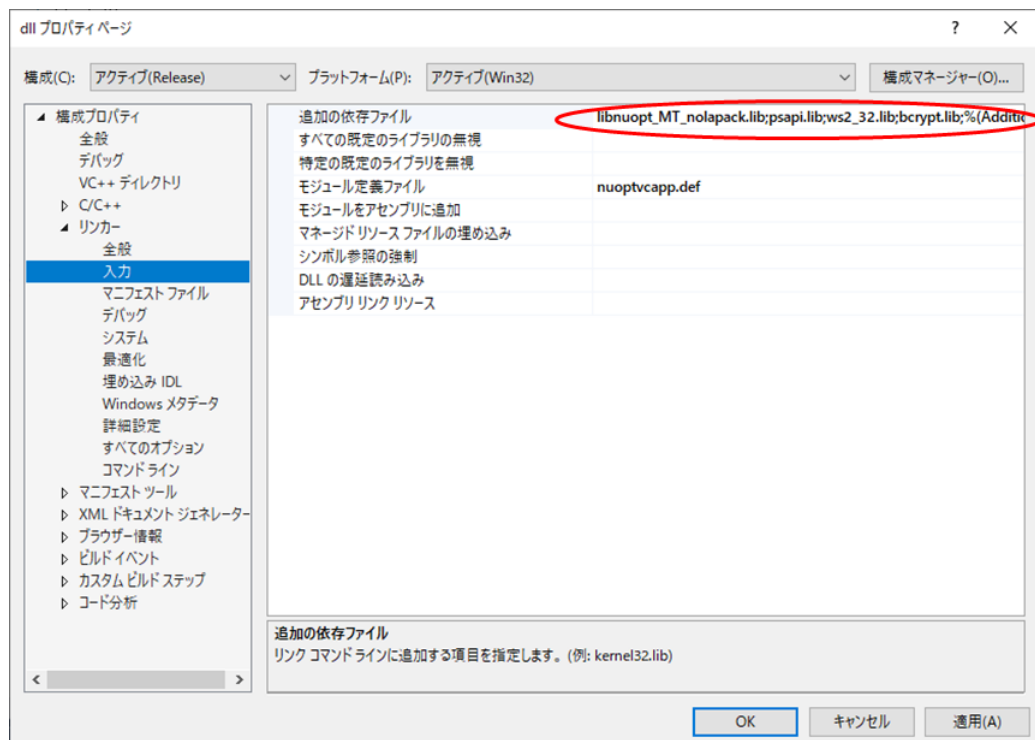 dll プロパティ ページ
?
構成(C):
アクティブ(Release)
プラットフォーム(P):
アクティブ(Win32)
構成マネージャー(O)...
構成プロパティ
全般
デバッグ
VC++ ディレクトリ
C/C++
リンカー
全般
入力
マニフェスト ファイル
デバッグ
システム
最適化
埋め込み IDL
Windows メタデータ
詳細設定
すべてのオプション
コマンド ライン
マニフェスト ツール
XML ドキュメント ジェネレーター
ブラウザー情報
ビルド イベント
カスタム ビルド ステップ
コード分析
追加の依存ファイル libnuopt_MT_nolapack.lib;psapi.lib;ws2_32.lib;bcrypt.lib;%(Additio
すべての既定のライブラリの無視
特定の既定のライブラリを無視
モジュール定義ファイル nuoptvcapp.def
モジュールをアセンブリに追加
マネージド リソース ファイルの埋め込み
シンボル参照の強制
DLL の遅延読み込み
アセンブリ リンク リソース
追加の依存ファイル
リンク コマンド ラインに追加する項目を指定します。(例: kernel32.lib)
OK
キャンセル
適用(A)